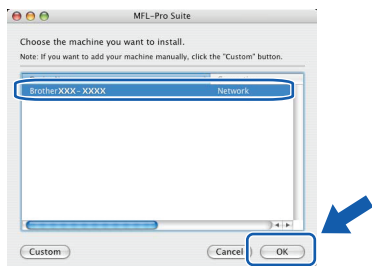 MFL-Pro Suite
Choose the machine you want to install.
Note: If you want to add your machine manually, click the "Custom" button.
BrotherXXX-XXXX Network
Custom Cancel OK